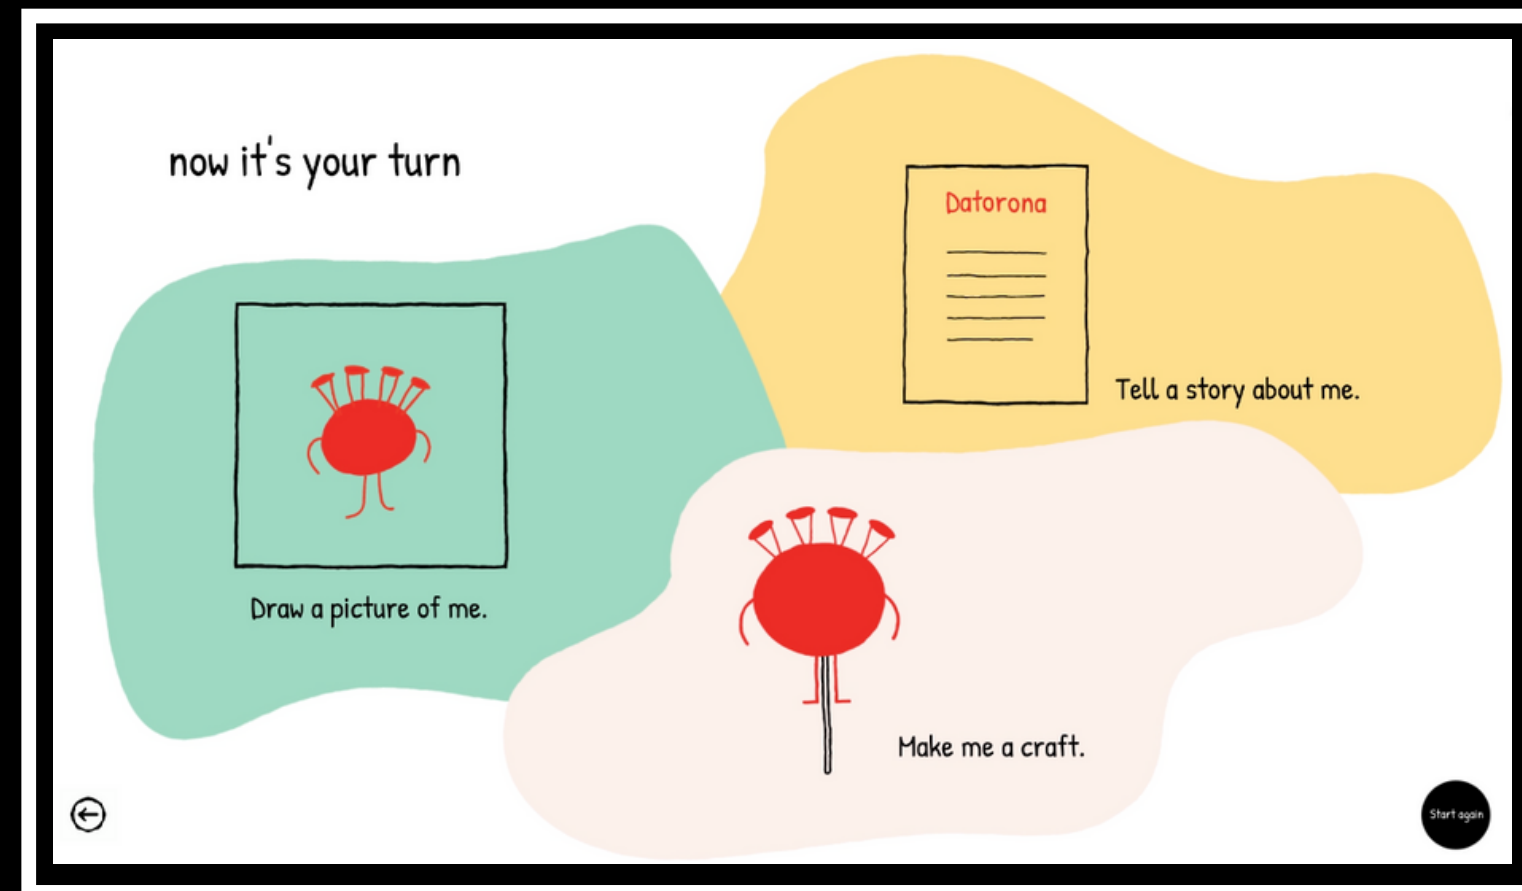 now it's your turn
Datorona
Tell a story about me.
Draw a picture of me.
Make me a craft.
Start again